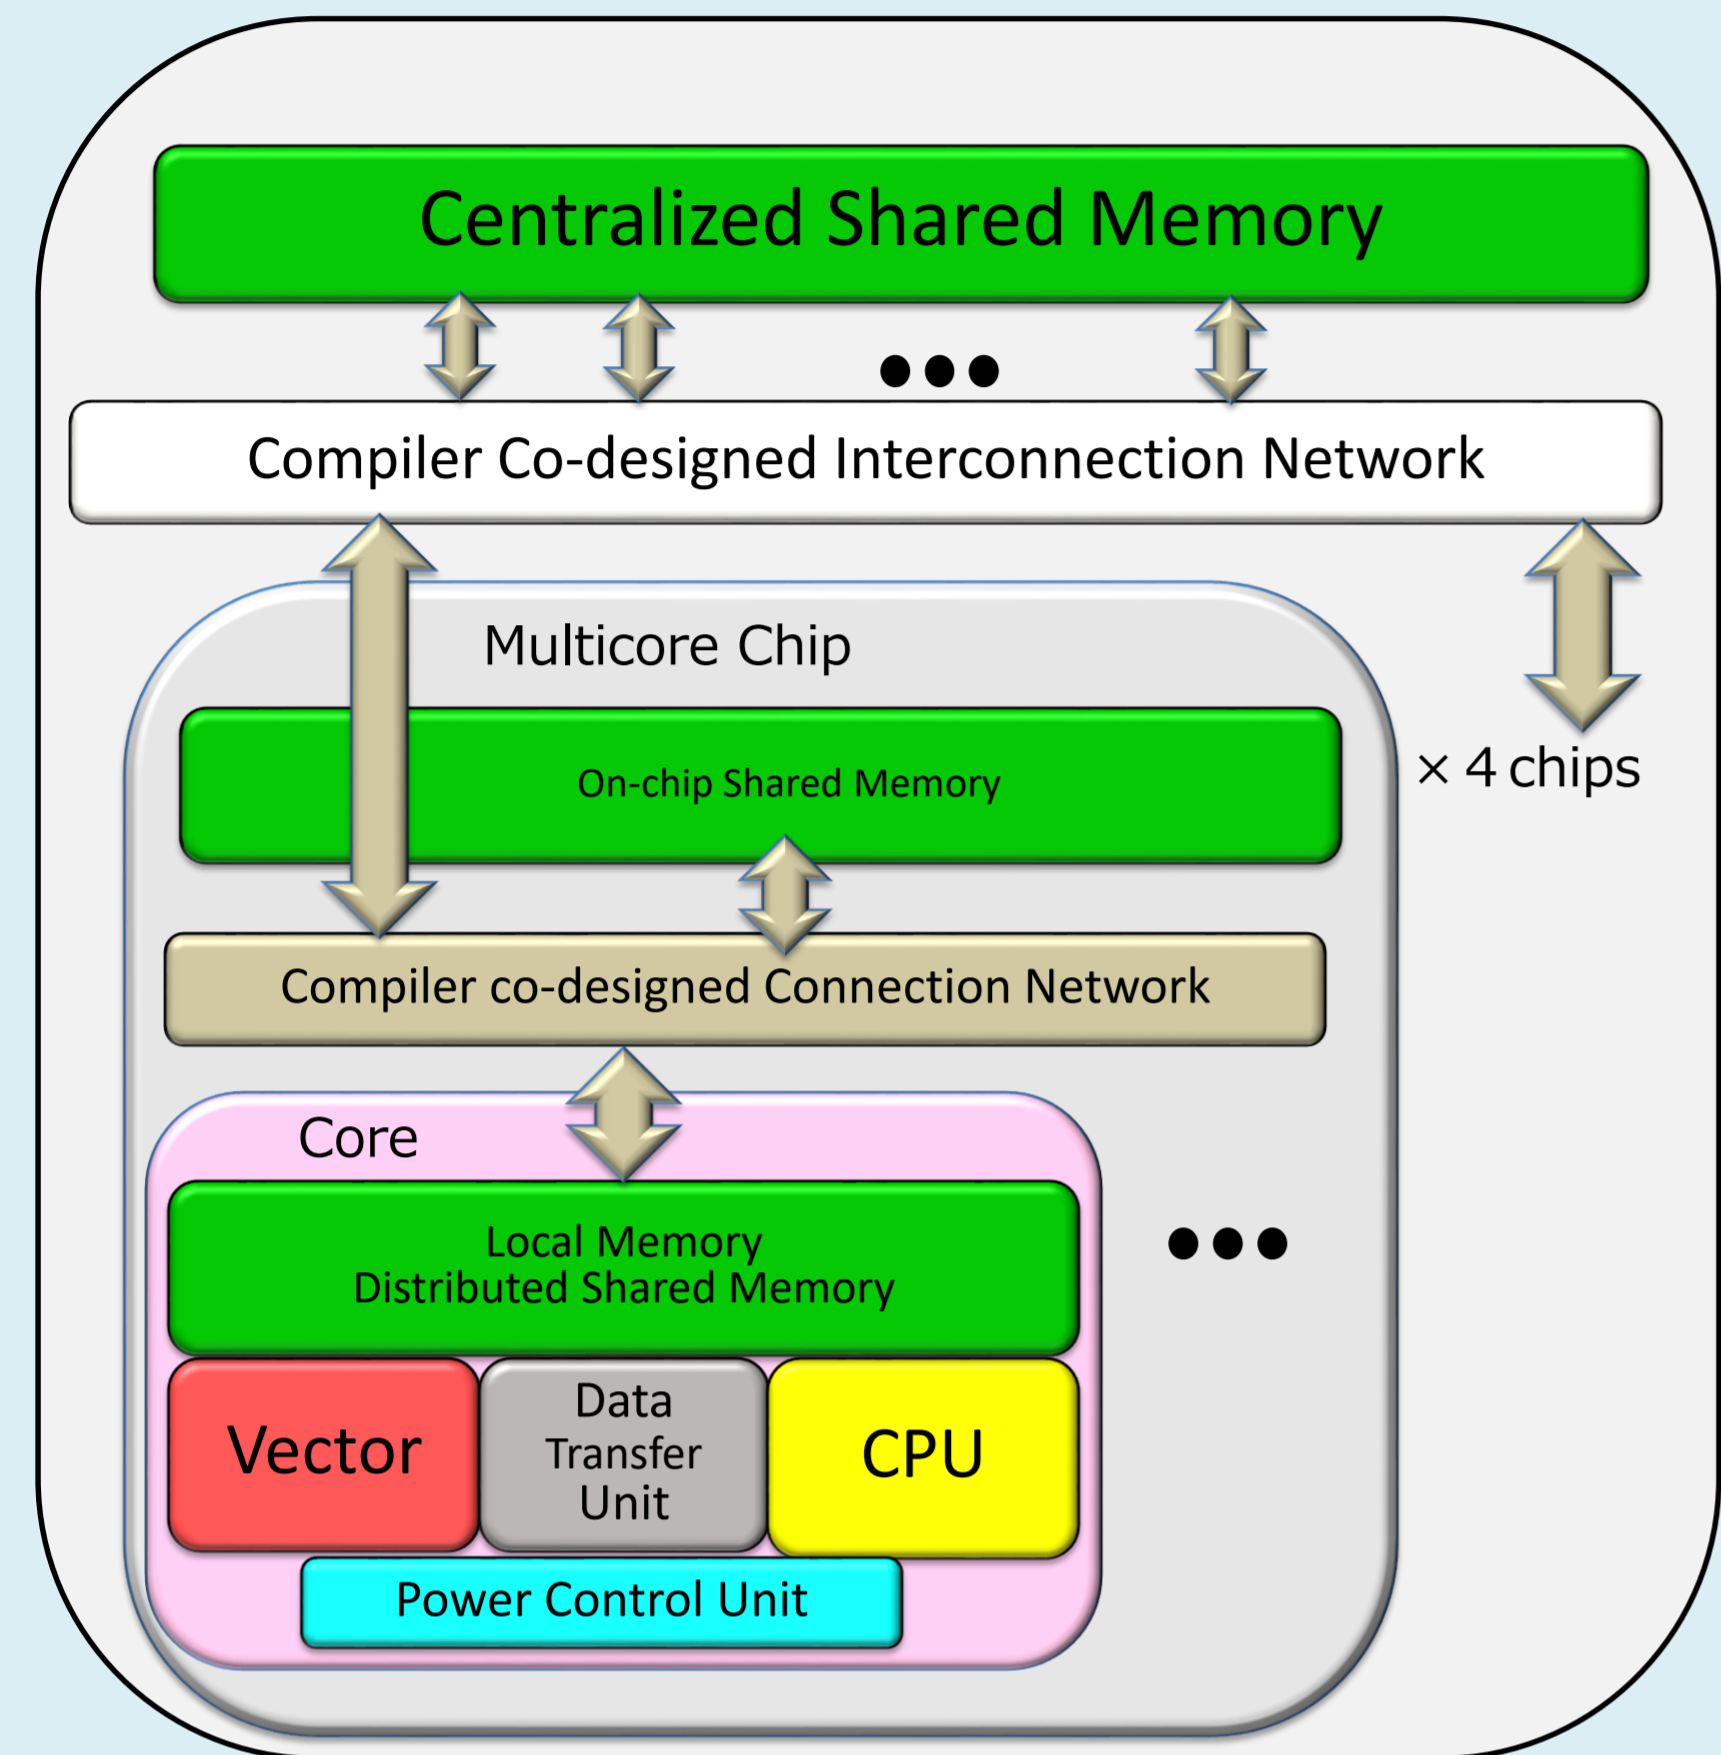 Centralized Shared Memory
Compiler Co-designed Interconnection Network
Multicore Chip
On-chip Shared Memory
× 4 chips
Compiler co-designed Connection Network
Core
Local Memory
Distributed Shared Memory
Vector
Data
Transfer
Unit
CPU
Power Control Unit